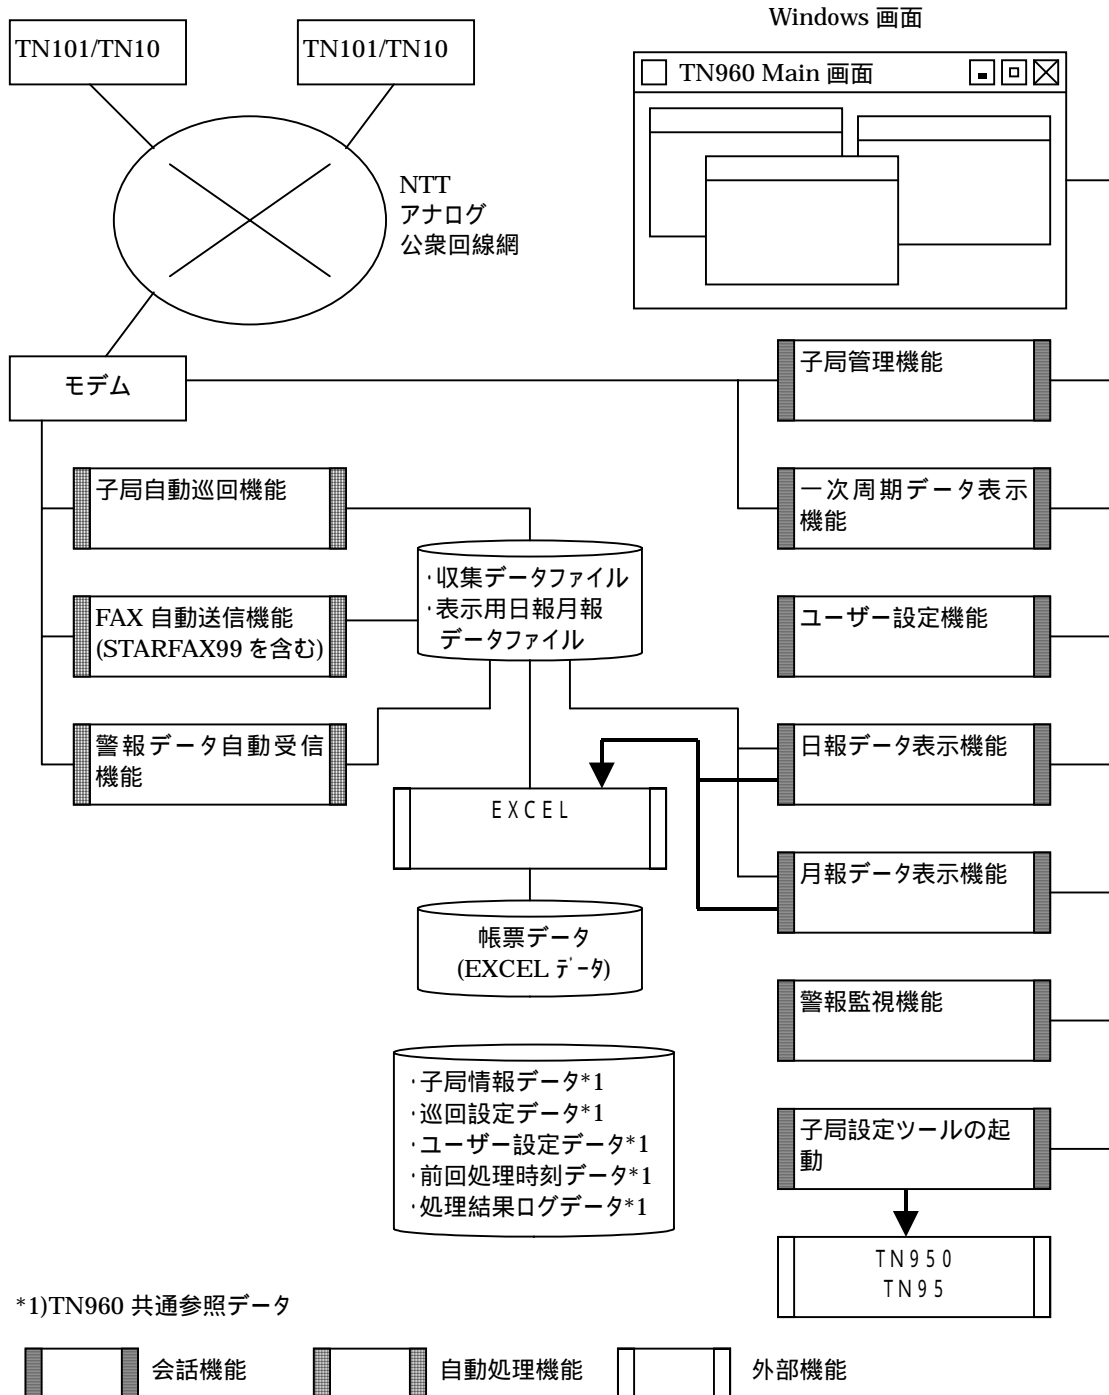 Windows 画面
TN101/TN10
TN101/TN10
TN960 Main 画面
NTT
アナログ
公衆回線網
モデム
子局管理機能
子局自動巡回機能
一次周期データ表示
機能
・収集データファイル
・表示用日報月報
データファイル
FAX 自動送信機能
(STARFAX99 を含む)
ユーザー設定機能
警報データ自動受信
機能
日報データ表示機能
EXCEL
月報データ表示機能
帳票データ
(EXCEL ﾃﾞｰﾀ)
警報監視機能
・子局情報データ*1
・巡回設定データ*1
・ユーザー設定データ*1
・前回処理時刻データ*1
・処理結果ログデータ*1
子局設定ツールの起
動
TN950
TN95
*1)TN960 共通参照データ
会話機能
自動処理機能
外部機能